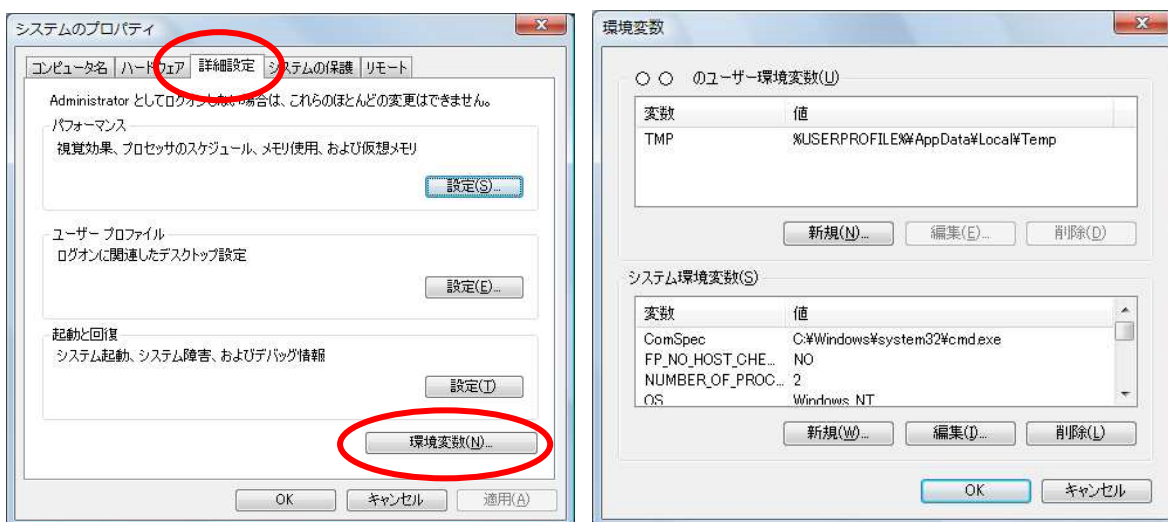 システムのプロパティ
コンピュータ名 ハードウェア 詳細設定 システムの保護 リモート
Administrator としてログオンしない場合は、これらのほとんどの変更はできません。
パフォーマンス
視覚効果、プロセッサのスケジュール、メモリ使用、および仮想メモリ
設定(S)...
ユーザー プロファイル
ログオンに関連したデスクトップ設定
設定(E)...
起動と回復
システム起動、システム障害、およびデバッグ情報
設定(T)
環境変数(N)...
OK キャンセル 適用(A)
環境変数
○ ○ のユーザー環境変数(U)
変数 値
TMP %USERPROFILE%¥AppData¥Local¥Temp
新規(N)... 編集(E)... 削除(D)
システム環境変数(S)
変数 値
ComSpec C:¥Windows¥system32¥cmd.exe
FP_NO_HOST_CHE... NO
NUMBER_OF_PROC... 2
OS Windows_NT
新規(W)... 編集(I)... 削除(L)
OK キャンセル